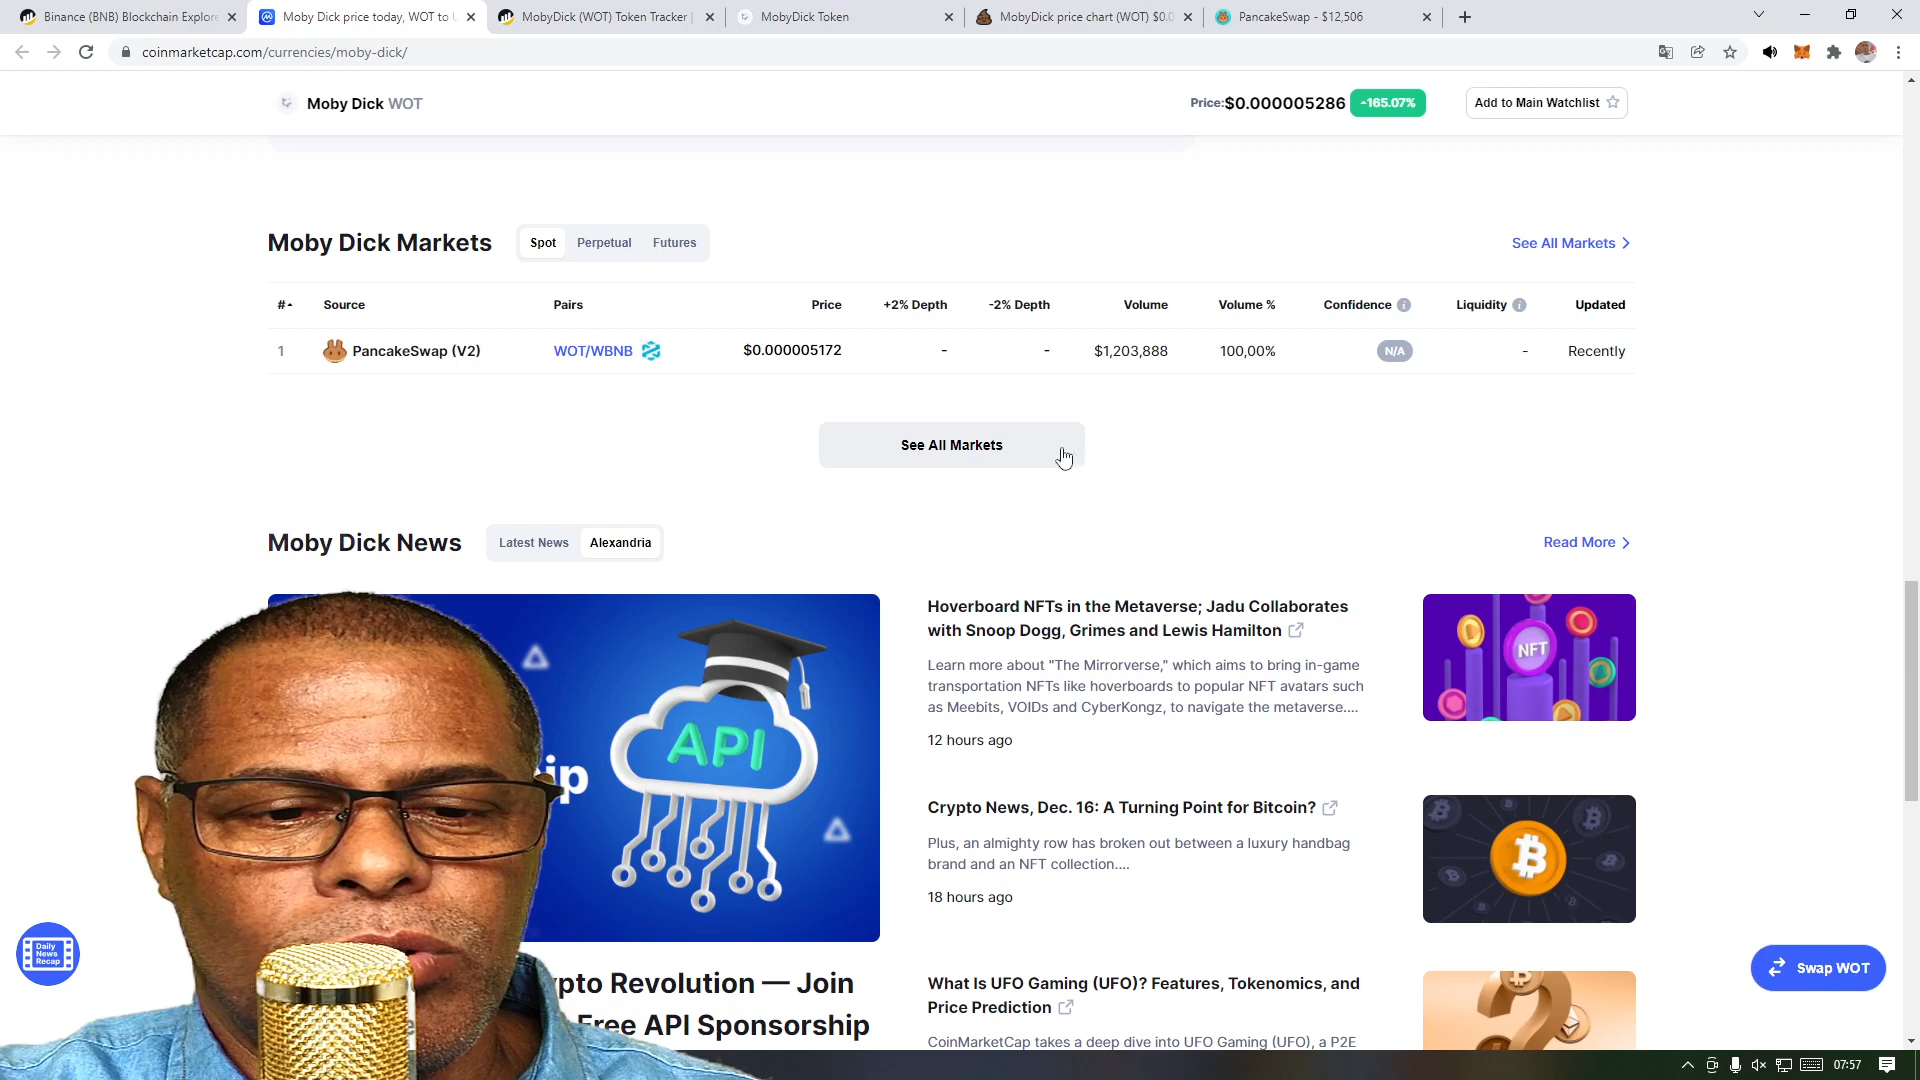 Binance (BNB) Blockchain Explore
Moby Dick price today, WOT to U
MobyDick (WOT) Token Tracker |
MobyDick Token
MobyDick price chart (WOT) $0.0
PancakeSwap - $12,506
coinmarketcap.com/currencies/moby-dick/
Moby Dick WOT
Price:$0.000005286
165.07%
Add to Main Watchlist
Moby Dick Markets
Spot
Perpetual
Futures
See All Markets
# Source Pairs Price +2% Depth -2% Depth Volume Volume % Confidence Liquidity Updated
1 PancakeSwap (V2) WOT/WBNB $0.000005172 - - $1,203,888 100,00% N/A - Recently
See All Markets
Moby Dick News
Latest News
Alexandria
Read More
API
ip
ypto Revolution — Join
Free API Sponsorship
Hoverboard NFTs in the Metaverse; Jadu Collaborates
with Snoop Dogg, Grimes and Lewis Hamilton
Learn more about "The Mirrorverse," which aims to bring in-game
transportation NFTs like hoverboards to popular NFT avatars such
as Meebits, VOIDs and CyberKongz, to navigate the metaverse....
12 hours ago
NFT
Crypto News, Dec. 16: A Turning Point for Bitcoin?
Plus, an almighty row has broken out between a luxury handbag
brand and an NFT collection....
18 hours ago
What Is UFO Gaming (UFO)? Features, Tokenomics, and
Price Prediction
CoinMarketCap takes a deep dive into UFO Gaming (UFO), a P2E
Daily
News
Recap
Swap WOT
07:57